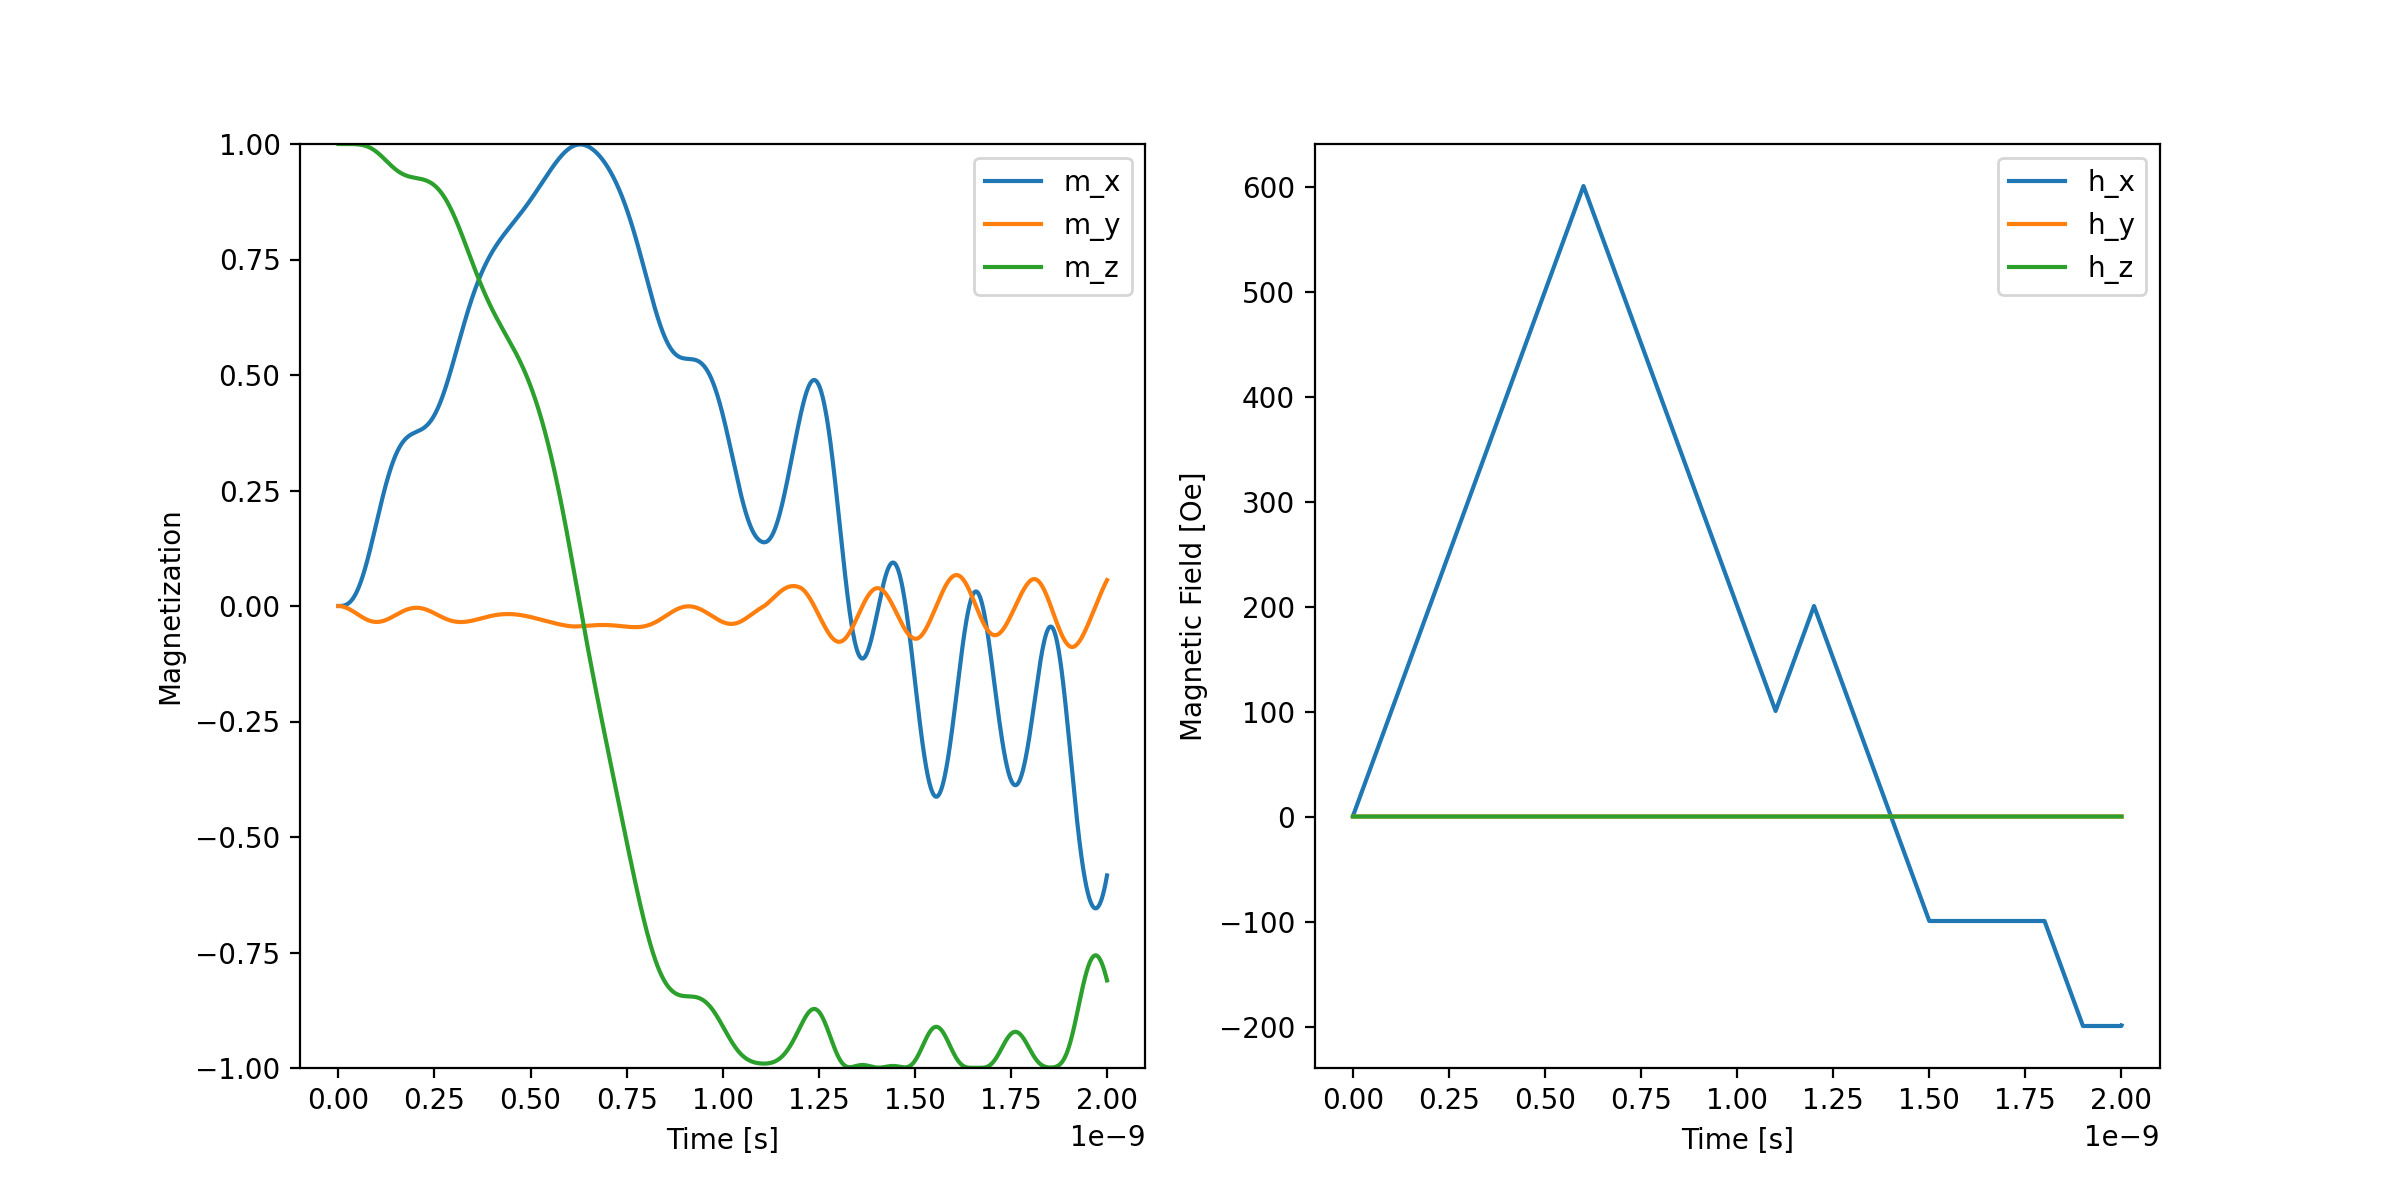 1.00
0.75
0.50
0.25
0.00
−0.25
−0.50
−0.75
−1.00
Magnetization
m_x
m_y
m_z
0.00 0.25 0.50 0.75 1.00 1.25 1.50 1.75 2.00
Time [s]
1e−9
600
500
400
300
200
100
0
−100
−200
Magnetic Field [Oe]
h_x
h_y
h_z
0.00 0.25 0.50 0.75 1.00 1.25 1.50 1.75 2.00
Time [s]
1e−9